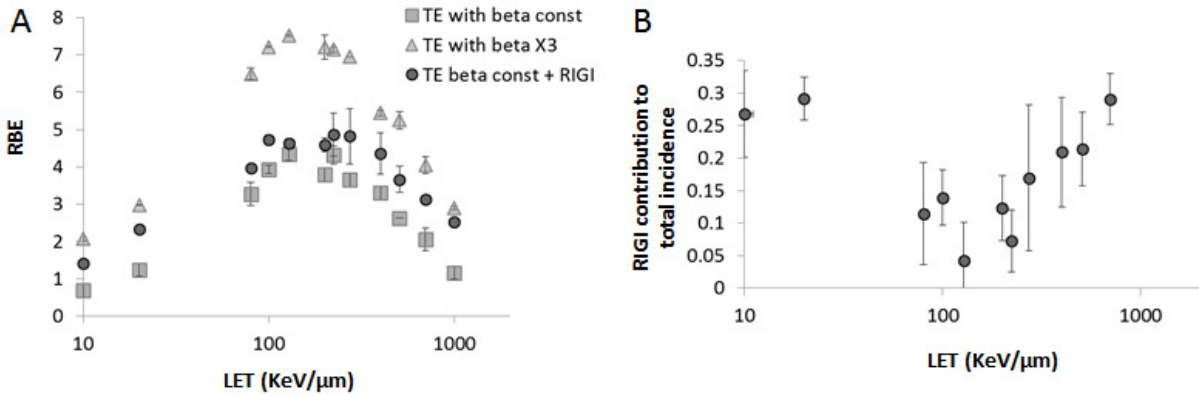 A
8
7
6
5
4
3
2
1
0
RBE
10
100
1000
LET (KeV/µm)
TE with beta const
TE with beta X3
TE beta const + RIGI
B
0.35
0.3
0.25
0.2
0.15
0.1
0.05
0
RIGI contribution to
total incidence
10
100
1000
LET (KeV/µm)